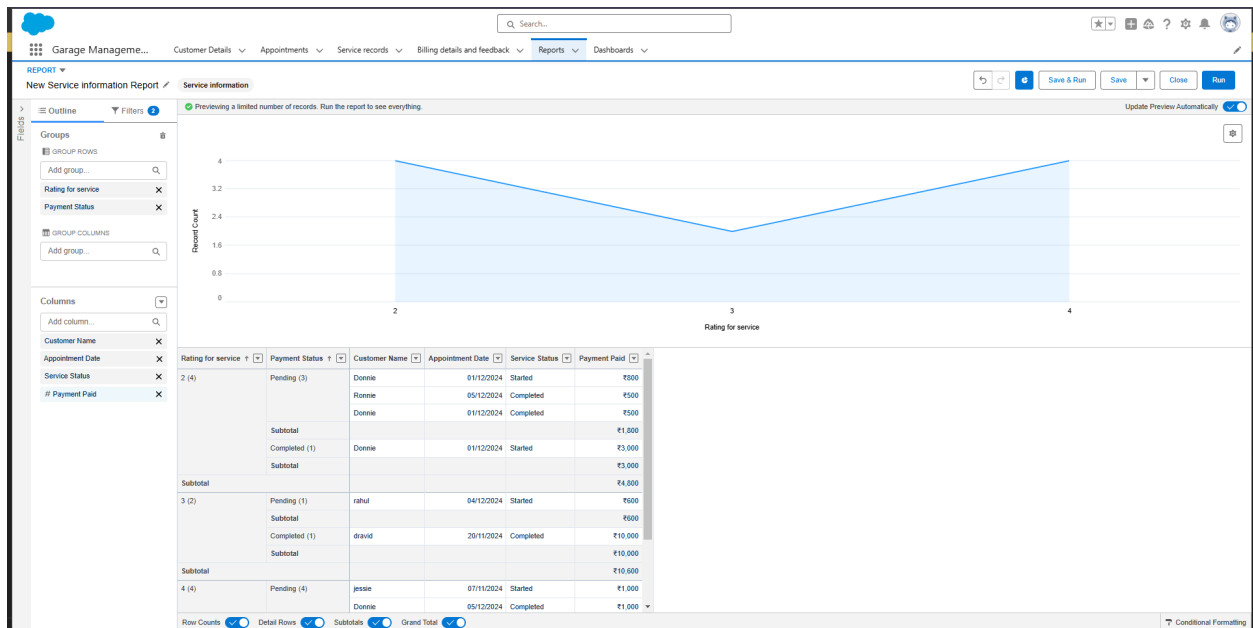 Search...
Garage Manageme... Customer Details Appointments Service records Billing details and feedback Reports Dashboards
REPORT
New Service information Report Service information Save & Run Save Close Run
Fields
Outline Filters 2
Previewing a limited number of records. Run the report to see everything. Update Preview Automatically
Groups
GROUP ROWS
Add group...
Rating for service
Payment Status
GROUP COLUMNS
Add group...
Columns
Add column...
Customer Name
Appointment Date
Service Status
# Payment Paid
Record Count
4
3.2
2.4
1.6
0.8
0
2 3 4
Rating for service
Rating for service ↑ Payment Status ↑ Customer Name Appointment Date Service Status Payment Paid
2 (4) Pending (3) Donnie 01/12/2024 Started ₹800
Ronnie 05/12/2024 Completed ₹500
Donnie 01/12/2024 Completed ₹500
Subtotal ₹1,800
Completed (1) Donnie 01/12/2024 Started ₹3,000
Subtotal ₹3,000
Subtotal ₹4,800
3 (2) Pending (1) rahul 04/12/2024 Started ₹600
Subtotal ₹600
Completed (1) dravid 20/11/2024 Completed ₹10,000
Subtotal ₹10,000
Subtotal ₹10,600
4 (4) Pending (4) jessie 07/11/2024 Started ₹1,000
Donnie 05/12/2024 Completed ₹1,000
Row Counts Detail Rows Subtotals Grand Total Conditional Formatting